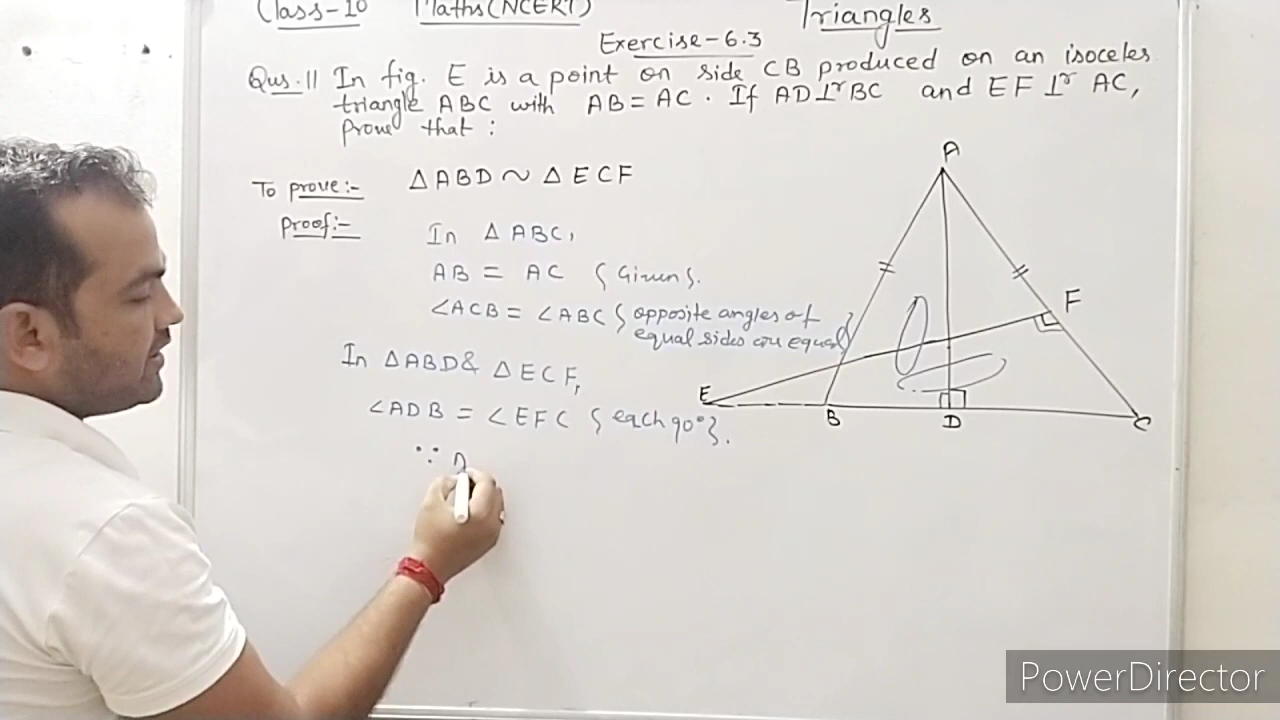 Class-10 Maths (NCERT) Triangles
Exercise-6.3
Qus.11 In fig. E is a point on side CB produced on an isoceles
triangle ABC with AB = AC. If AD⊥ʳBC and EF⊥ʳ AC,
prove that :
To prove:- ΔABD ~ ΔECF
Proof:-
In ΔABC,
AB = AC {Given}.
∠ACB = ∠ABC {opposite angles of
equal sides are equal}
In ΔABD & ΔECF,
∠ADB = ∠EFC {each 90°}.
∵
A
F
E
B
D
C
PowerDirector